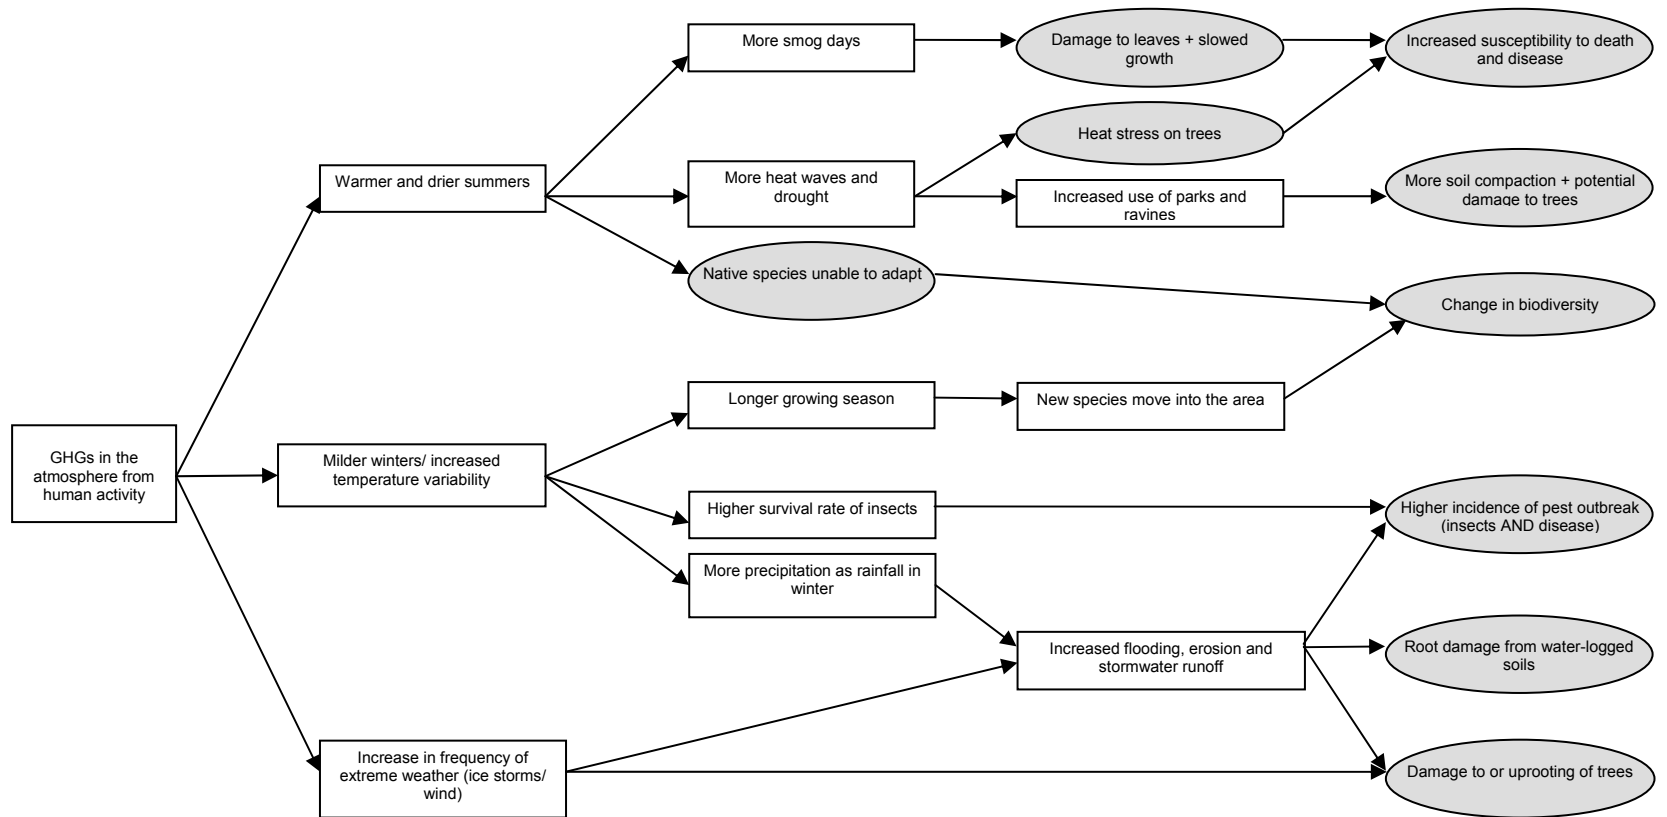 More smog days
Damage to leaves + slowed
growth
Increased susceptibility to death
and disease
Heat stress on trees
Warmer and drier summers
More heat waves and
drought
Increased use of parks and
ravines
More soil compaction + potential
damage to trees
Native species unable to adapt
Change in biodiversity
Longer growing season
New species move into the area
GHGs in the
atmosphere from
human activity
Milder winters/ increased
temperature variability
Higher survival rate of insects
Higher incidence of pest outbreak
(insects AND disease)
More precipitation as rainfall in
winter
Increased flooding, erosion and
stormwater runoff
Root damage from water-logged
soils
Increase in frequency of
extreme weather (ice storms/
wind)
Damage to or uprooting of trees